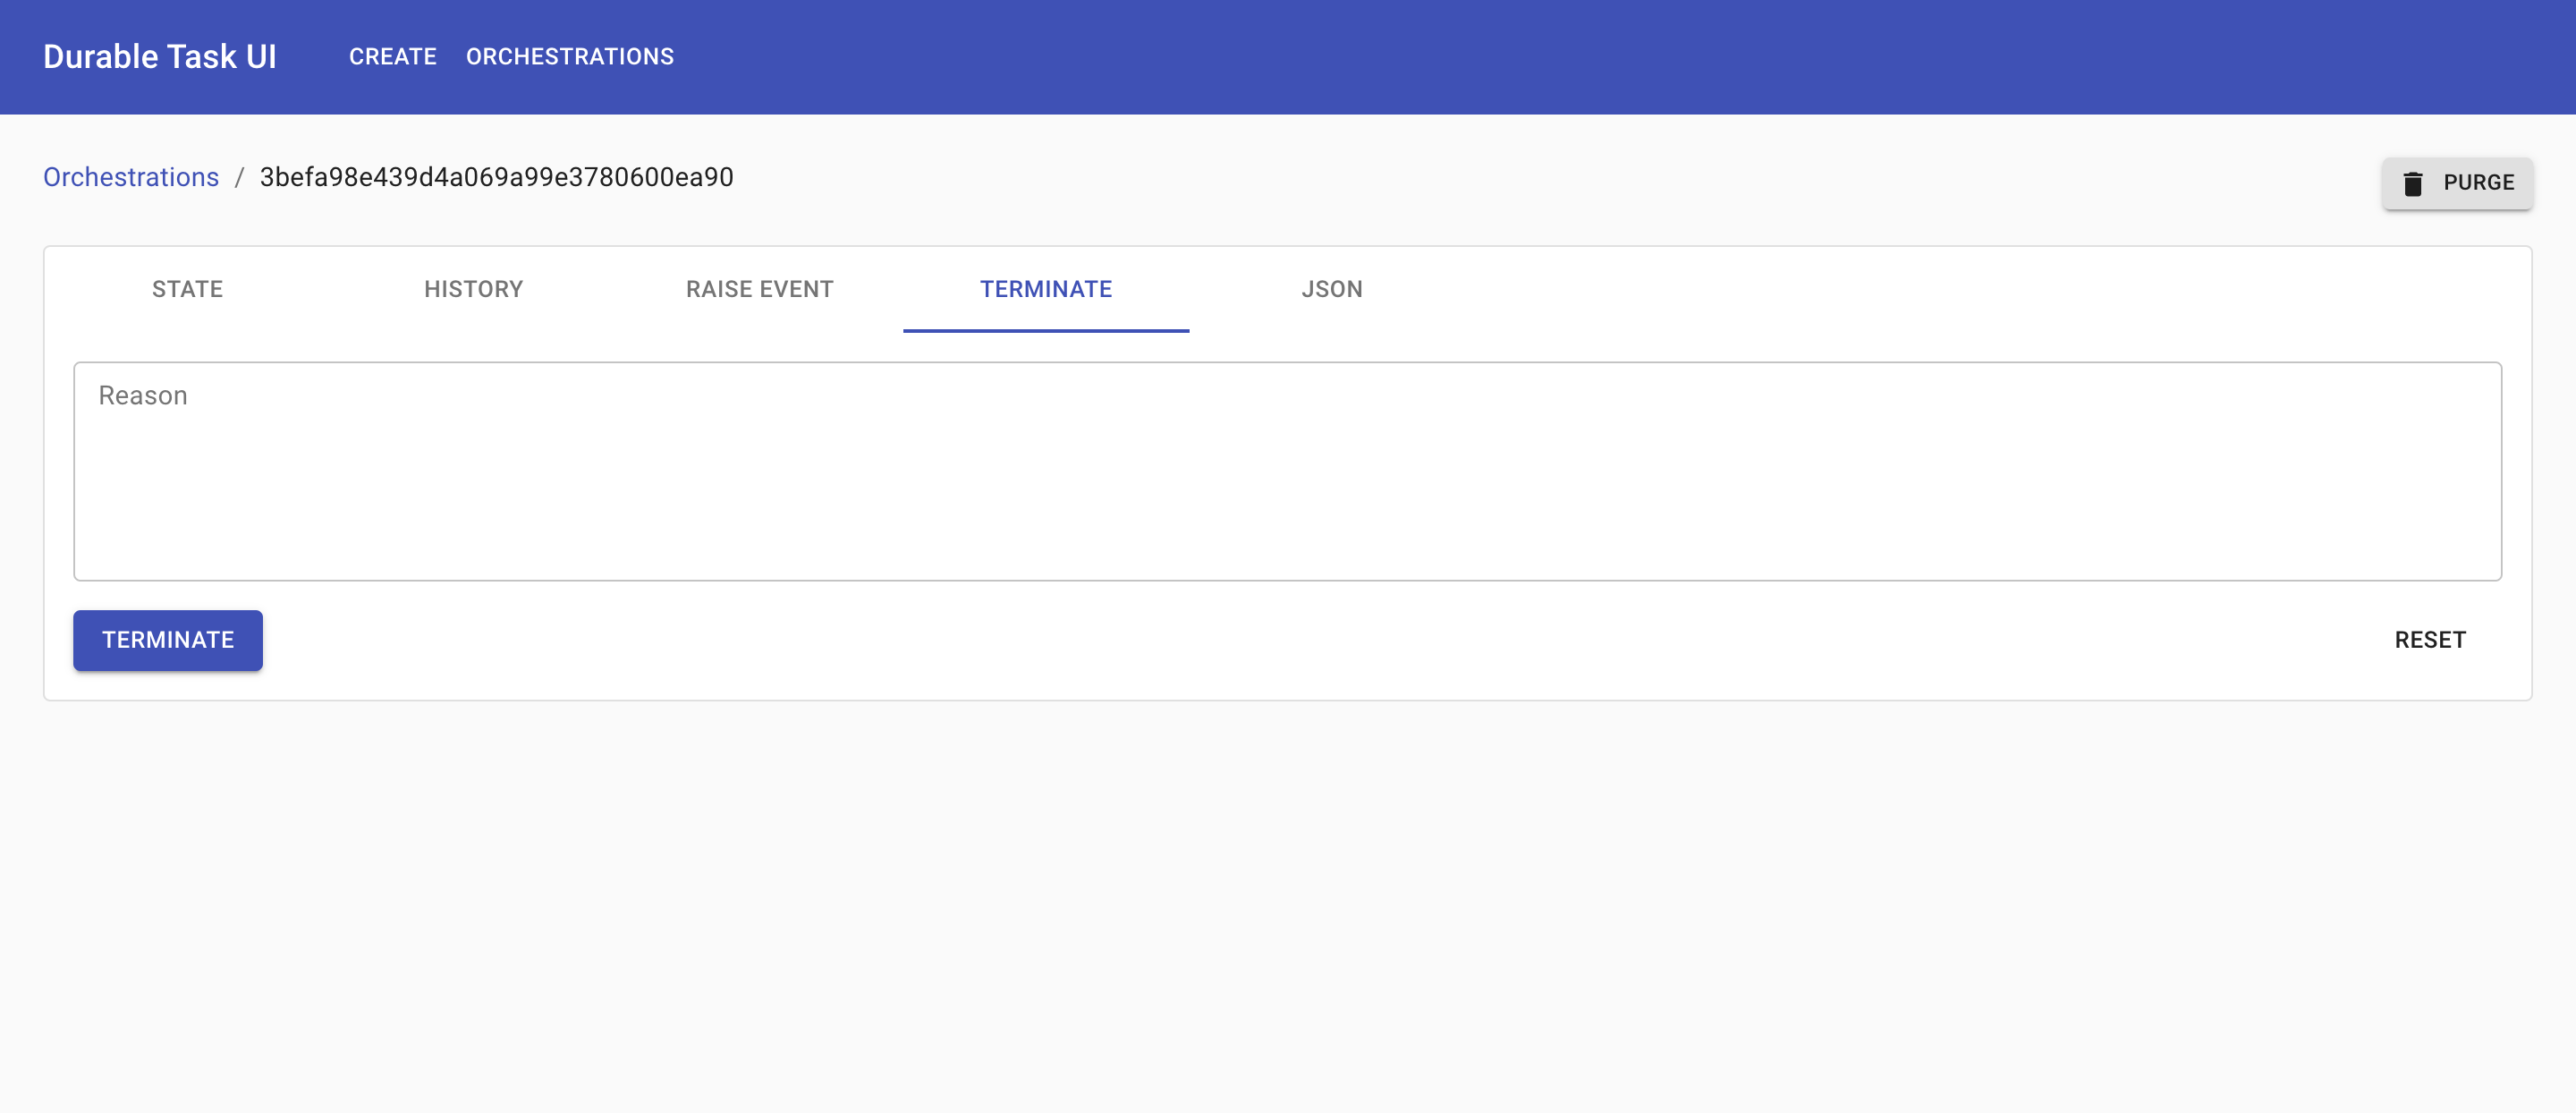 Durable Task UI CREATE ORCHESTRATIONS
Orchestrations / 3befa98e439d4a069a99e3780600ea90 PURGE
STATE HISTORY RAISE EVENT TERMINATE JSON
Reason
TERMINATE RESET